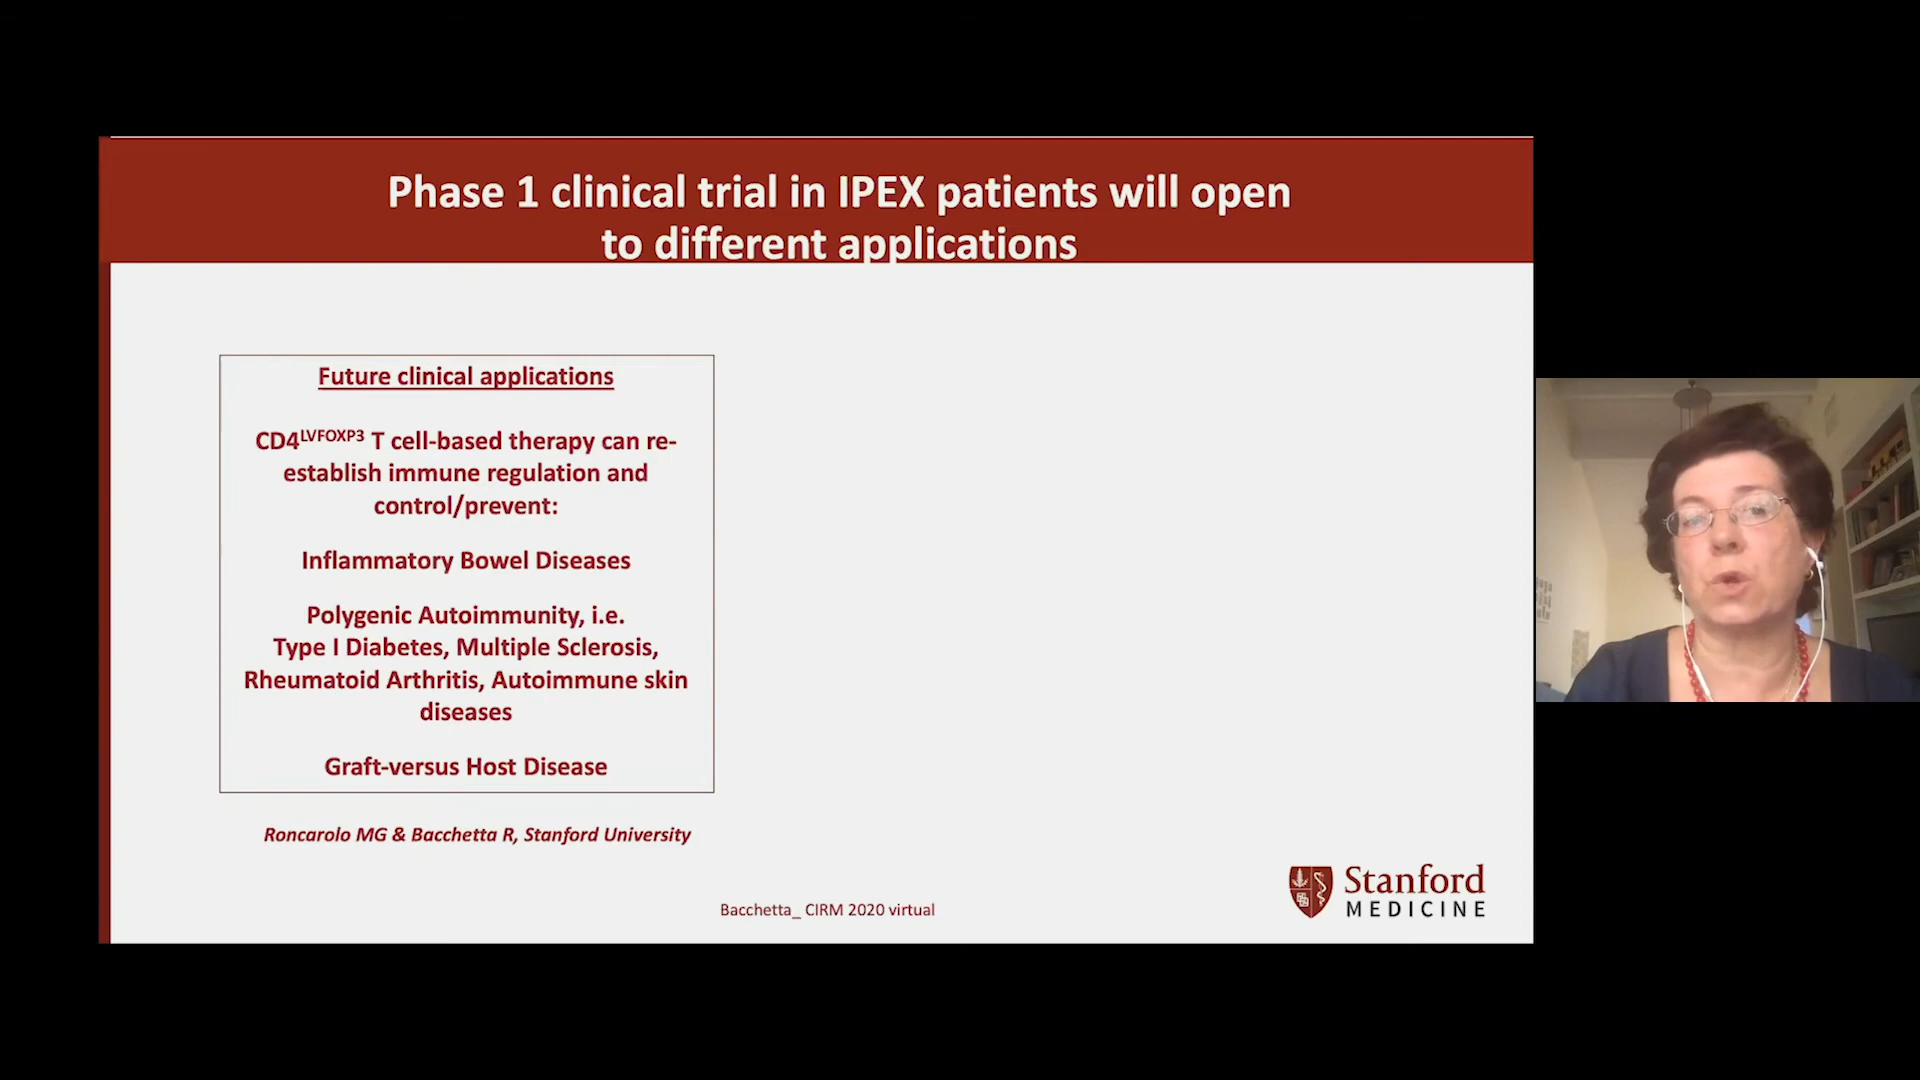 Phase 1 clinical trial in IPEX patients will open
to different applications
Future clinical applications
CD4LVFOXP3 T cell-based therapy can re-
establish immune regulation and
control/prevent:
Inflammatory Bowel Diseases
Polygenic Autoimmunity, i.e.
Type I Diabetes, Multiple Sclerosis,
Rheumatoid Arthritis, Autoimmune skin
diseases
Graft-versus Host Disease
Roncarolo MG & Bacchetta R, Stanford University
Bacchetta_ CIRM 2020 virtual
Stanford
MEDICINE